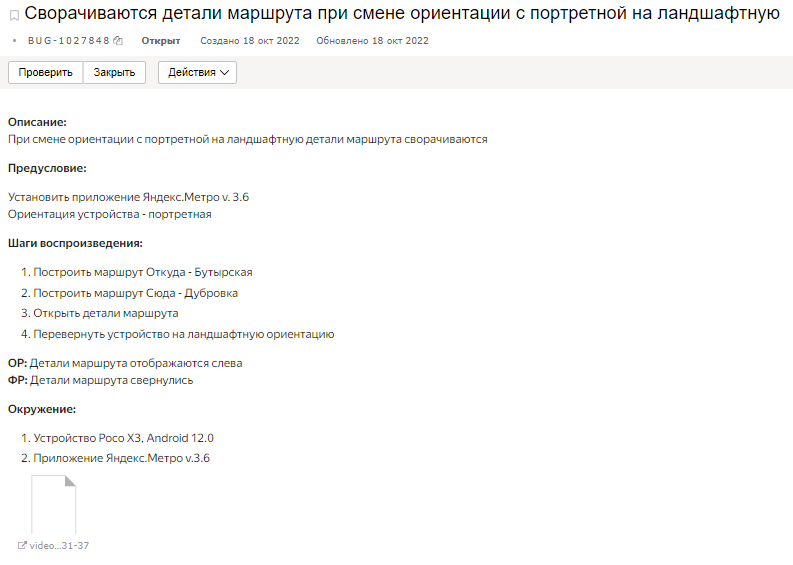 Сворачиваются детали маршрута при смене ориентации с портретной на ландшафтную
BUG-1027848 Открыт Создано 18 окт 2022 Обновлено 18 окт 2022
Проверить Закрыть Действия
Описание:
При смене ориентации с портретной на ландшафтную детали маршрута сворачиваются
Предусловие:
Установить приложение Яндекс.Метро v. 3.6
Ориентация устройства - портретная
Шаги воспроизведения:
1. Построить маршрут Откуда - Бутырская
2. Построить маршрут Сюда - Дубровка
3. Открыть детали маршрута
4. Перевернуть устройство на ландшафтную ориентацию
ОР: Детали маршрута отображаются слева
ФР: Детали маршрута свернулись
Окружение:
1. Устройство Poco X3, Android 12.0
2. Приложение Яндекс.Метро v.3.6
video...31-37